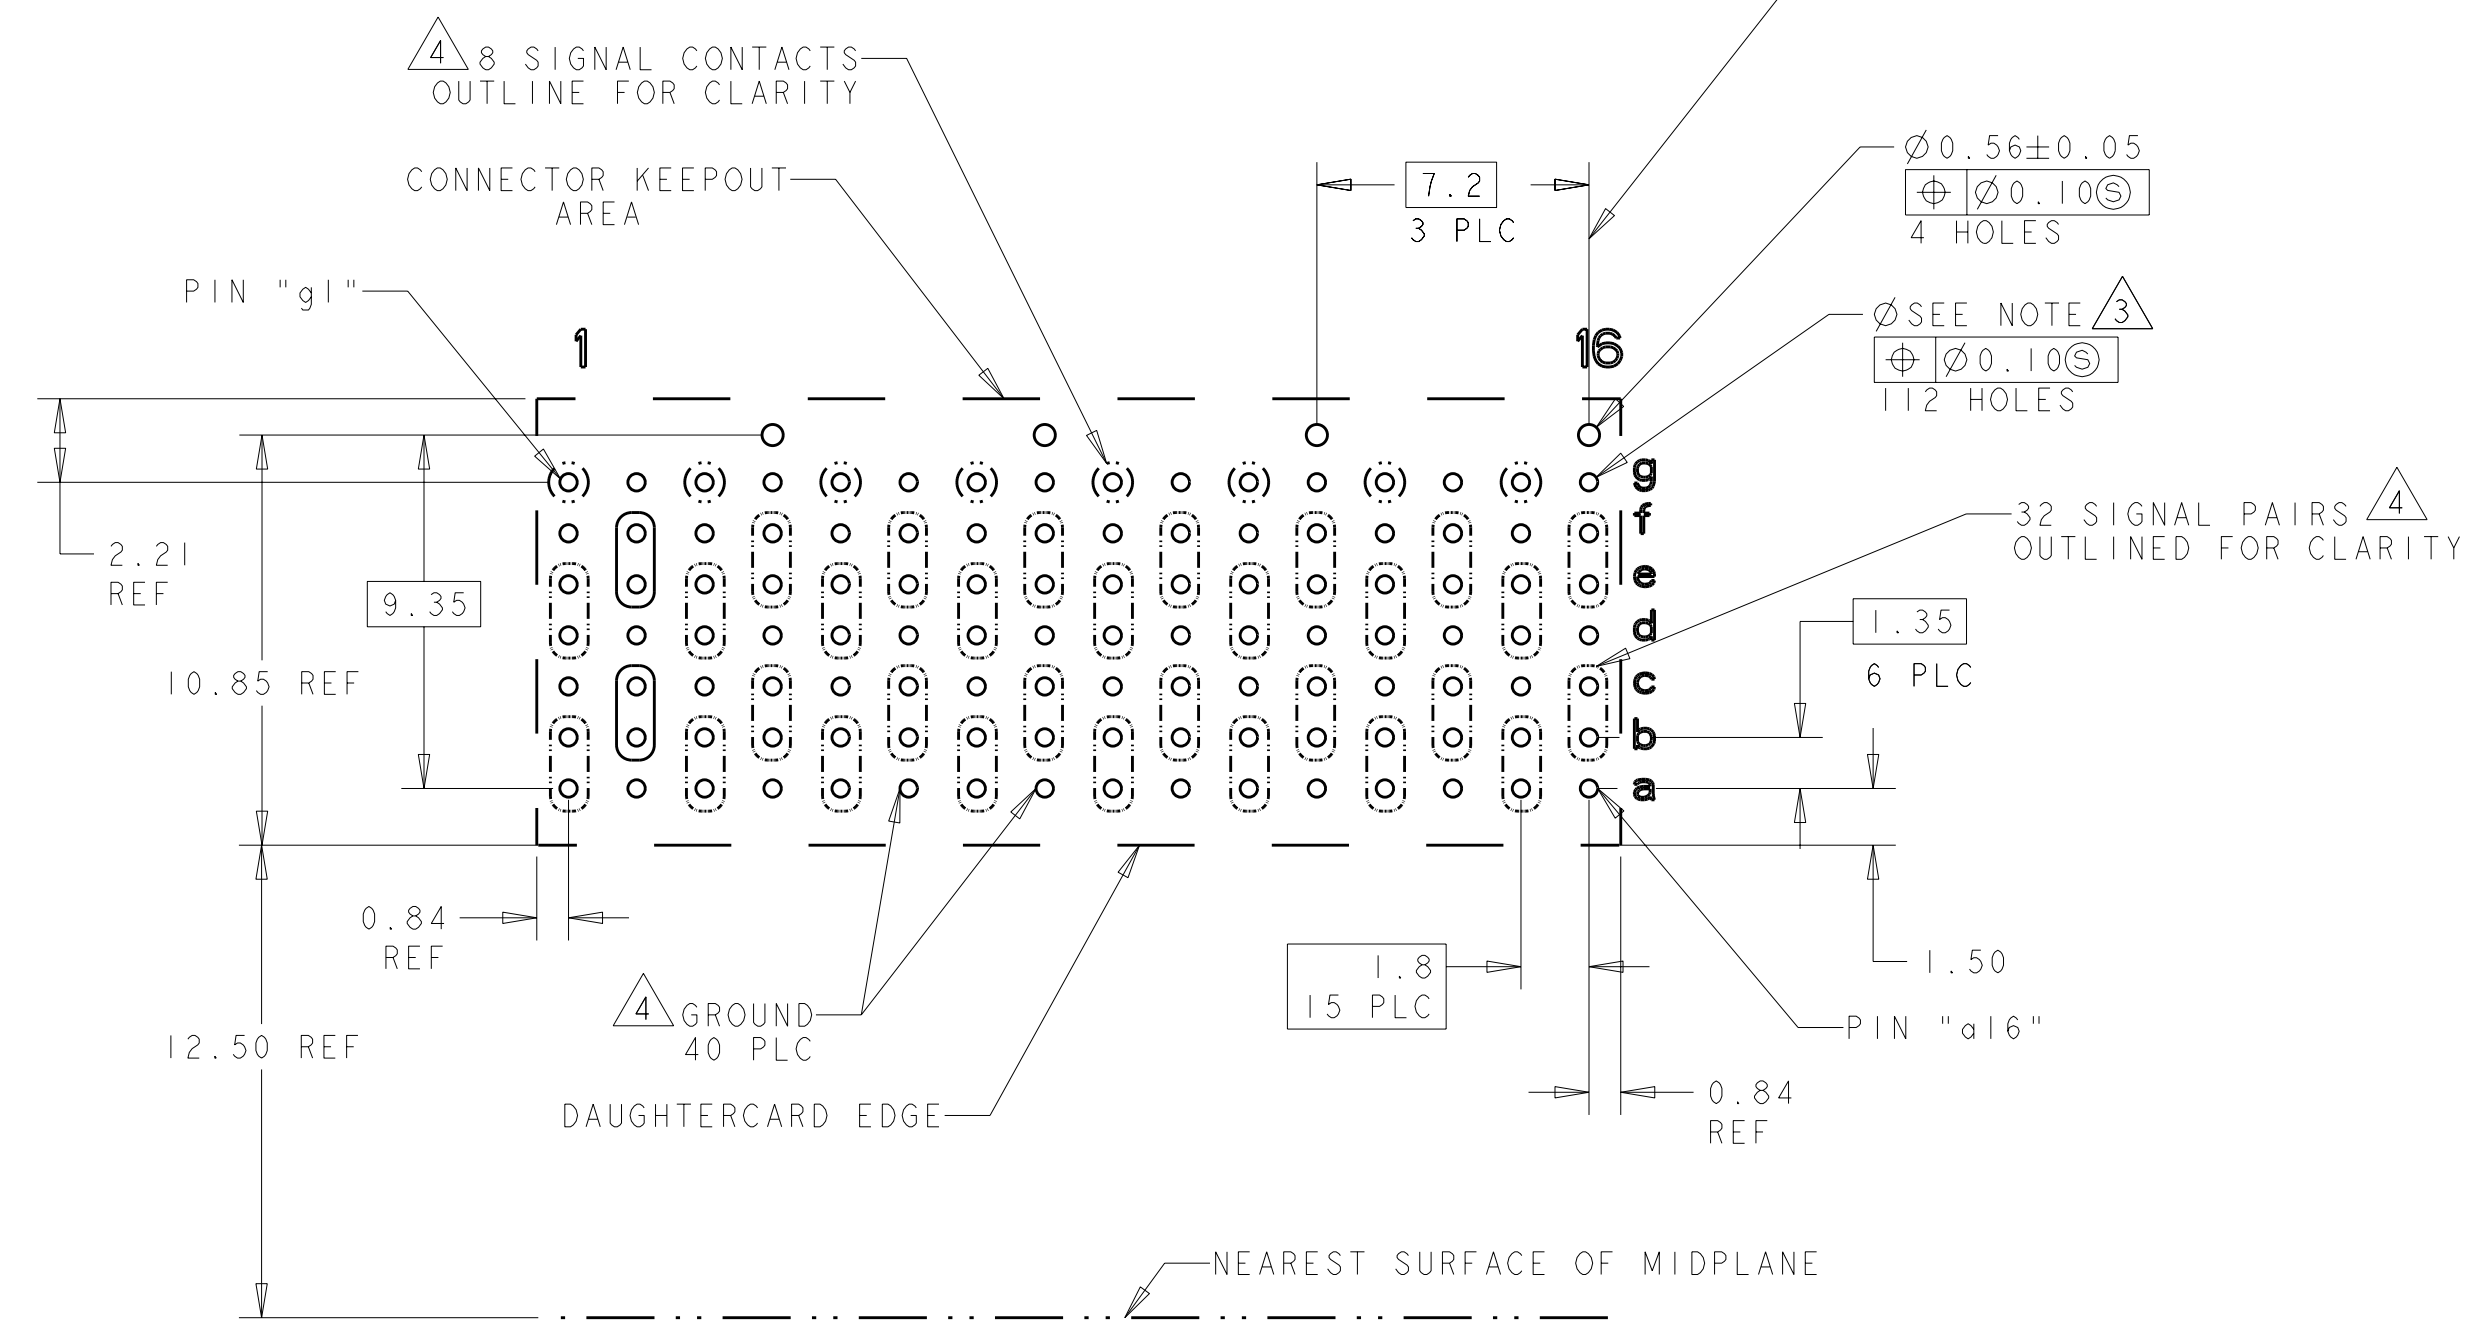 4 8 SIGNAL CONTACTS
OUTLINE FOR CLARITY
CONNECTOR KEEPOUT
AREA
PIN "g1"
7.2
3 PLC
Ø0.56±0.05
⌖ Ø0.10Ⓢ
4 HOLES
ØSEE NOTE 3
⌖ Ø0.10Ⓢ
112 HOLES
1
16
g
f
e
d
c
b
a
32 SIGNAL PAIRS 4
OUTLINED FOR CLARITY
2.21
REF
9.35
10.85 REF
1.35
6 PLC
0.84
REF
1.8
15 PLC
1.50
4 GROUND
40 PLC
PIN "a16"
12.50 REF
DAUGHTERCARD EDGE
0.84
REF
NEAREST SURFACE OF MIDPLANE